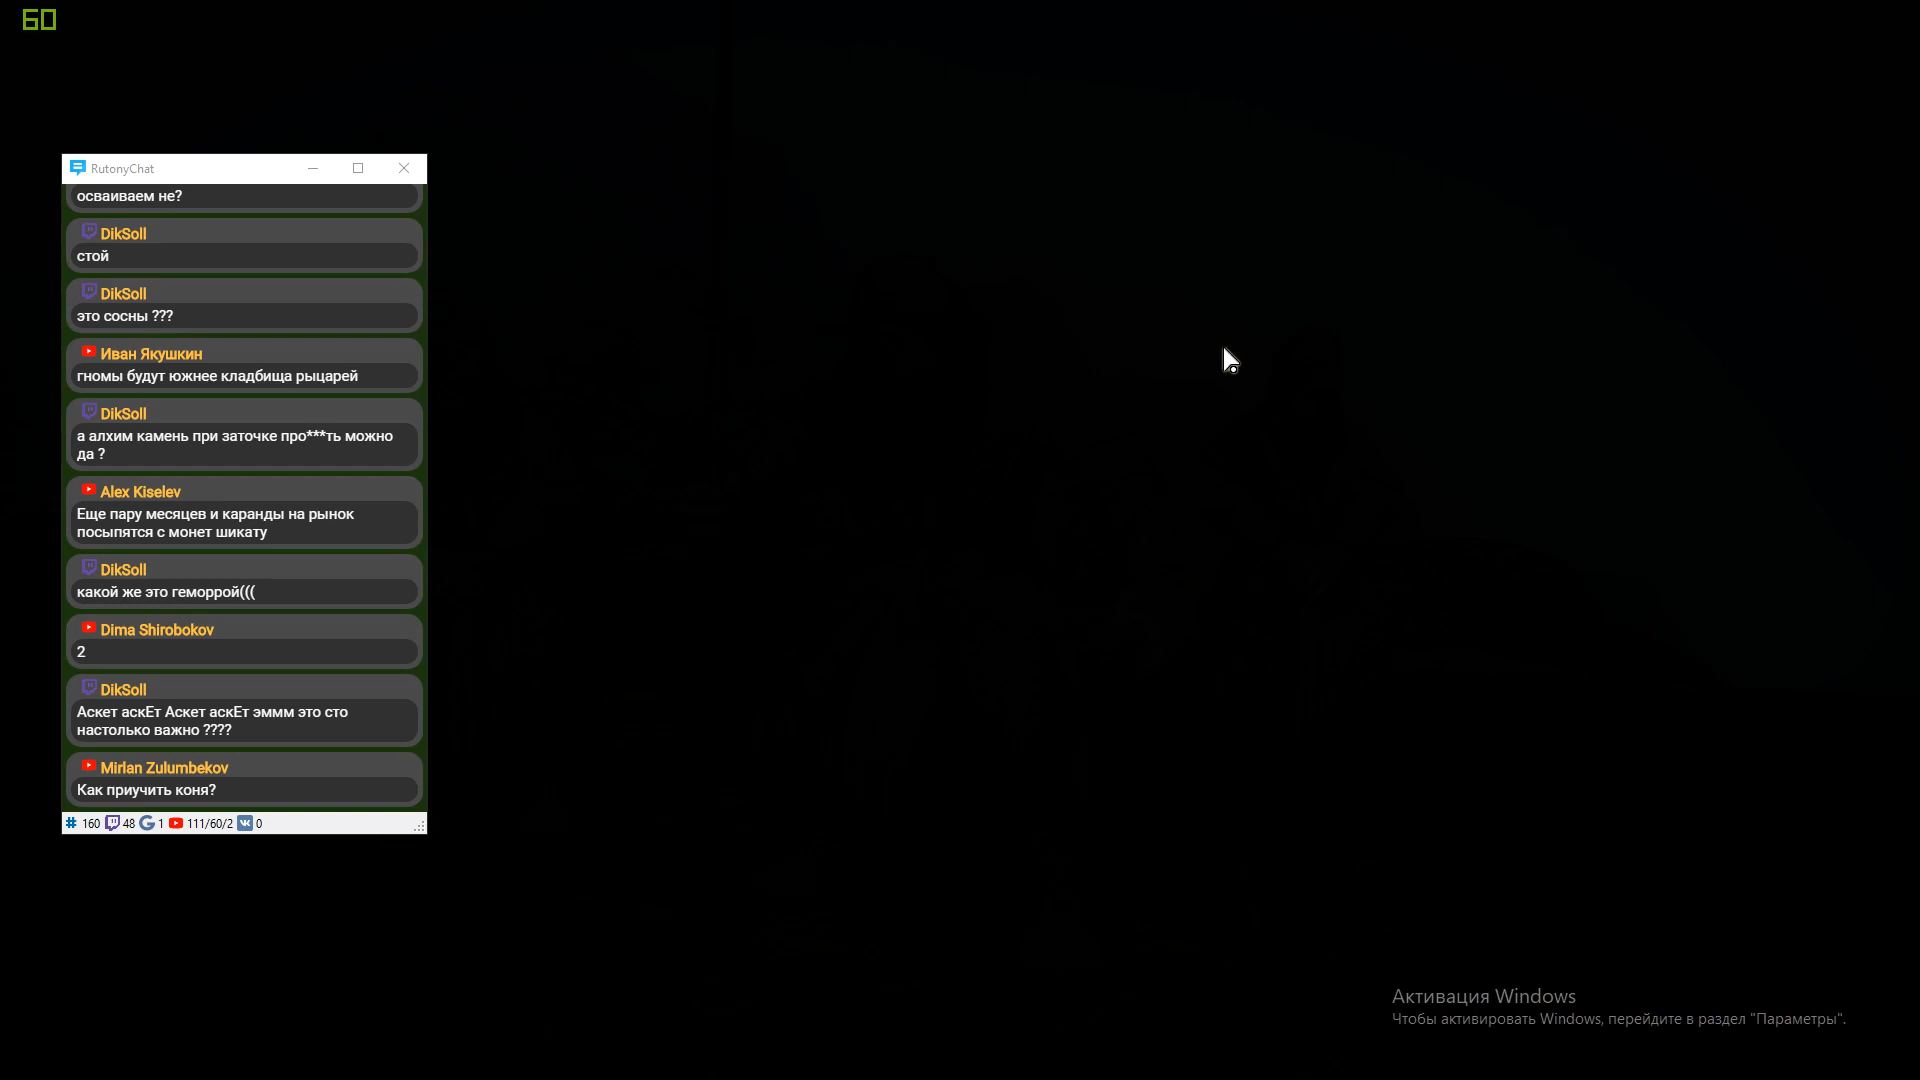 60
RutonyChat
осваиваем не?
DikSoll
стой
DikSoll
это сосны ???
Иван Якушкин
гномы будут южнее кладбища рыцарей
DikSoll
а алхим камень при заточке про***ть можно
да ?
Alex Kiselev
Еще пару месяцев и каранды на рынок
посыпятся с монет шикату
DikSoll
какой же это геморрой(((
Dima Shirobokov
2
DikSoll
Аскет аскЕт Аскет аскЕт эммм это сто
настолько важно ????
Mirlan Zulumbekov
Как приучить коня?
# 160 48 1 111/60/2 0
Активация Windows
Чтобы активировать Windows, перейдите в раздел "Параметры".